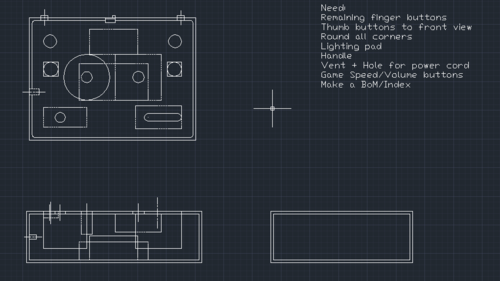 Need:
Remaining finger buttons
Thumb buttons to front view
Round all corners
Lighting pad
Handle
Vent + Hole for power cord
Game Speed/Volume buttons
Make a BoM/Index